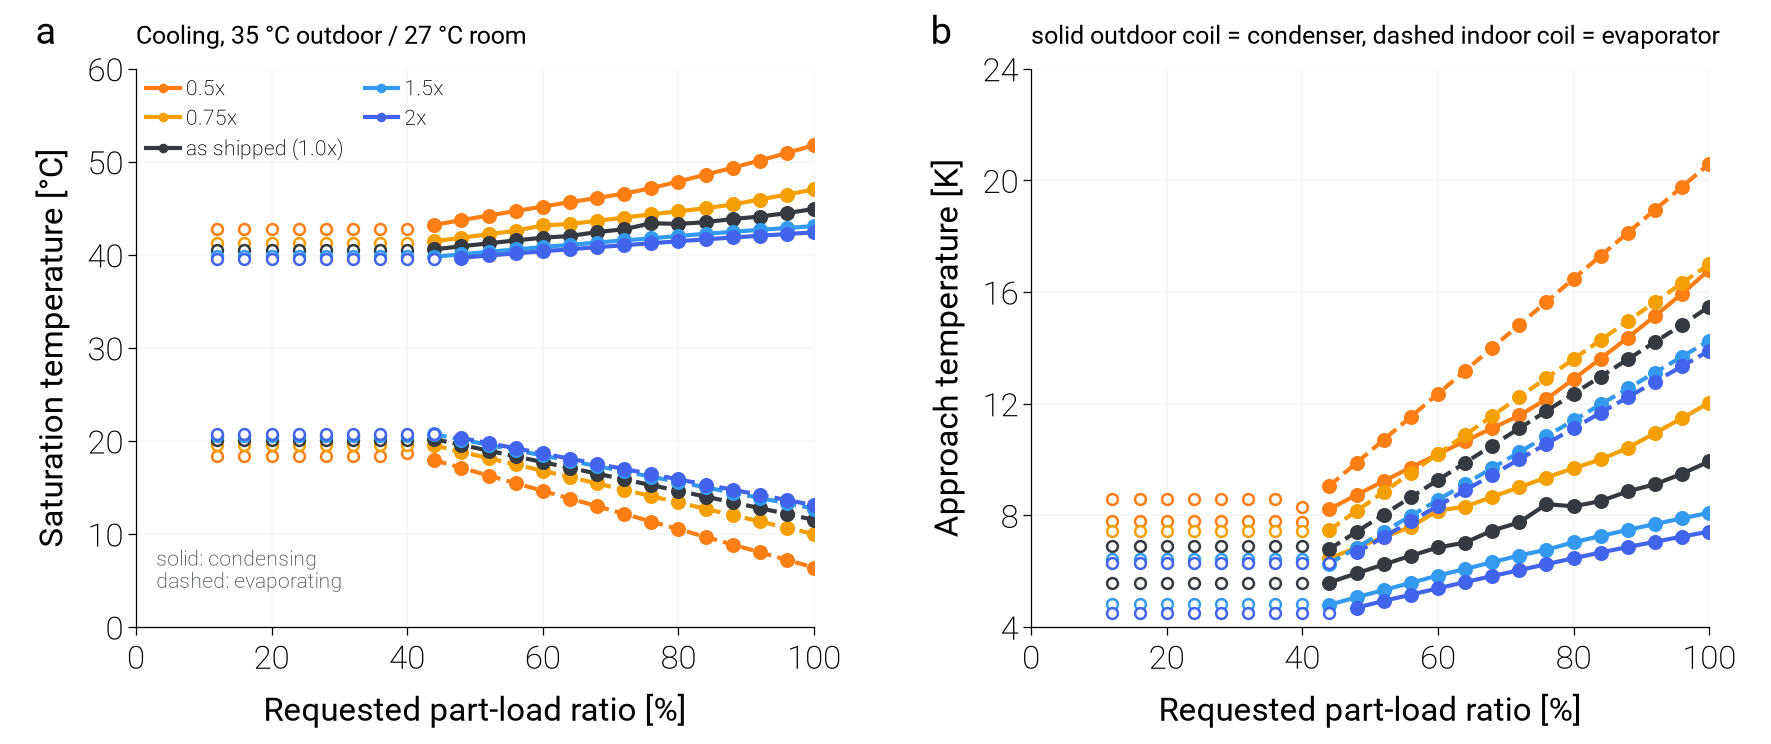 a
Cooling, 35 °C outdoor / 27 °C room
Saturation temperature [°C]
60
50
40
30
20
10
0
0.5x
0.75x
as shipped (1.0x)
1.5x
2x
solid: condensing
dashed: evaporating
0 20 40 60 80 100
Requested part-load ratio [%]
b
solid outdoor coil = condenser, dashed indoor coil = evaporator
Approach temperature [K]
24
20
16
12
8
4
0 20 40 60 80 100
Requested part-load ratio [%]